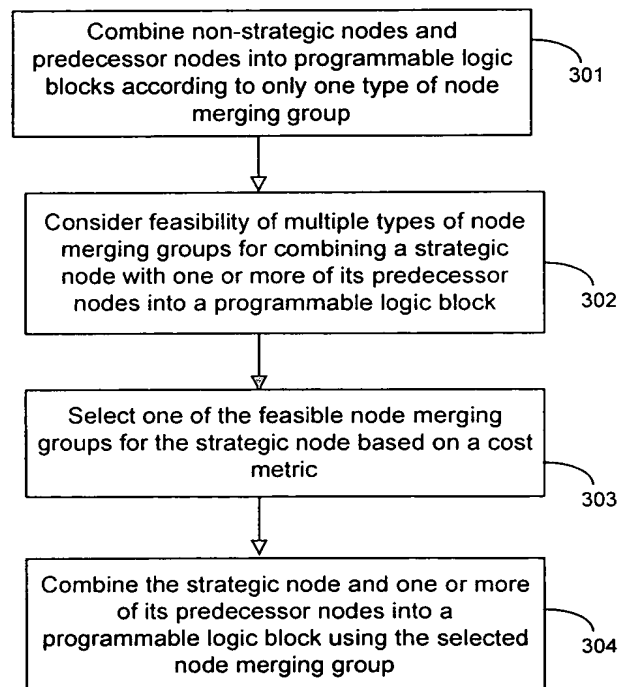 Combine non-strategic nodes and
predecessor nodes into programmable logic
blocks according to only one type of node
merging group
301
Consider feasibility of multiple types of node
merging groups for combining a strategic
node with one or more of its predecessor
nodes into a programmable logic block
302
Select one of the feasible node merging
groups for the strategic node based on a cost
metric
303
Combine the strategic node and one or more
of its predecessor nodes into a
programmable logic block using the selected
node merging group
304